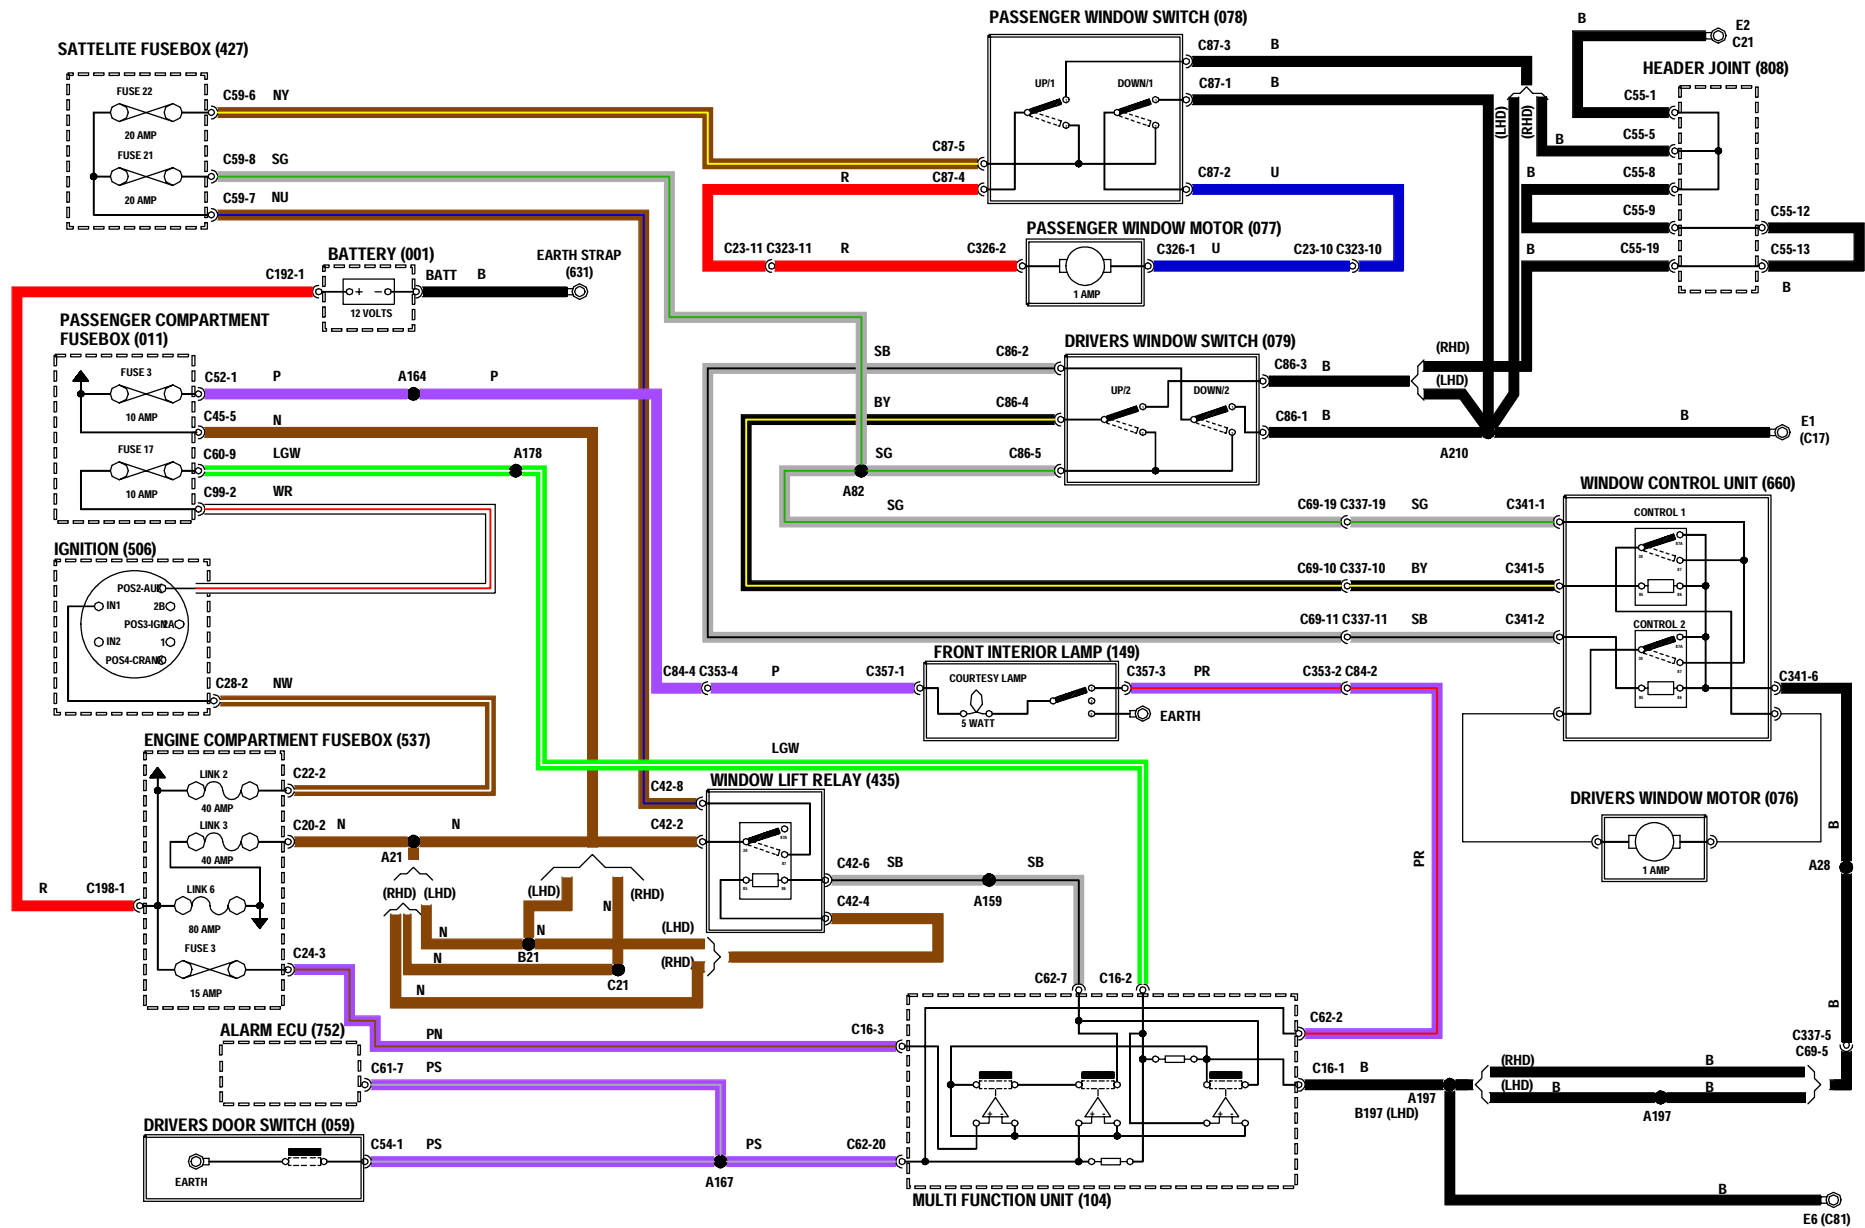 PASSENGER WINDOW SWITCH (078)
SATTELITE FUSEBOX (427)
FUSE 22
20 AMP
FUSE 21
20 AMP
C59-6 NY
C59-8 SG
C59-7 NU
C87-3 B
C87-1 B
UP/1
DOWN/1
C87-5
C87-4
R
C87-2 U
B
E2
C21
HEADER JOINT (808)
C55-1
C55-5
B
C55-8
B
C55-9
C55-12
B
C55-19
C55-13
B
(LHD)
(RHD)
PASSENGER WINDOW MOTOR (077)
C23-11 C323-11
R
C326-2
C326-1 U
C23-10 C323-10
1 AMP
BATTERY (001)
C192-1
BATT B
12 VOLTS
EARTH STRAP
(631)
PASSENGER COMPARTMENT
FUSEBOX (011)
FUSE 3
10 AMP
FUSE 17
10 AMP
C52-1 P
A164
P
C45-5 N
C60-9 LGW
A178
C99-2 WR
DRIVERS WINDOW SWITCH (079)
SB
C86-2
BY
C86-4
SG
C86-5
A82
SG
UP/2
DOWN/2
C86-3 B
(RHD)
(LHD)
C86-1 B
A210
B
E1
(C17)
WINDOW CONTROL UNIT (660)
C69-19 C337-19 SG C341-1
C69-10 C337-10 BY C341-5
C69-11 C337-11 SB C341-2
CONTROL 1
CONTROL 2
C341-6
IGNITION (506)
POS2-AUX
IN1
2B
POS3-IGN
2A
IN2
1
POS4-CRANK
C28-2 NW
FRONT INTERIOR LAMP (149)
C84-4 C353-4 P C357-1
COURTESY LAMP
5 WATT
C357-3 PR C353-2 C84-2
EARTH
ENGINE COMPARTMENT FUSEBOX (537)
LINK 2
40 AMP
LINK 3
40 AMP
LINK 6
80 AMP
FUSE 3
15 AMP
C22-2
C20-2 N
N
A21
R C198-1
C24-3
LGW
WINDOW LIFT RELAY (435)
C42-8
C42-2
C42-6 SB
SB
A159
C42-4
(RHD) (LHD)
(LHD)
N
(RHD)
N
N
B21
(LHD)
N
(RHD)
C21
N
DRIVERS WINDOW MOTOR (076)
1 AMP
B
A28
PR
B
C337-5
C69-5
C62-7
C16-2
C62-2
C16-1 B
A197
B197 (LHD)
(RHD) B
(LHD) B B
A197
ALARM ECU (752)
PN
C16-3
C61-7 PS
DRIVERS DOOR SWITCH (059)
EARTH
C54-1 PS
PS
A167
C62-20
MULTI FUNCTION UNIT (104)
B
E6 (C81)